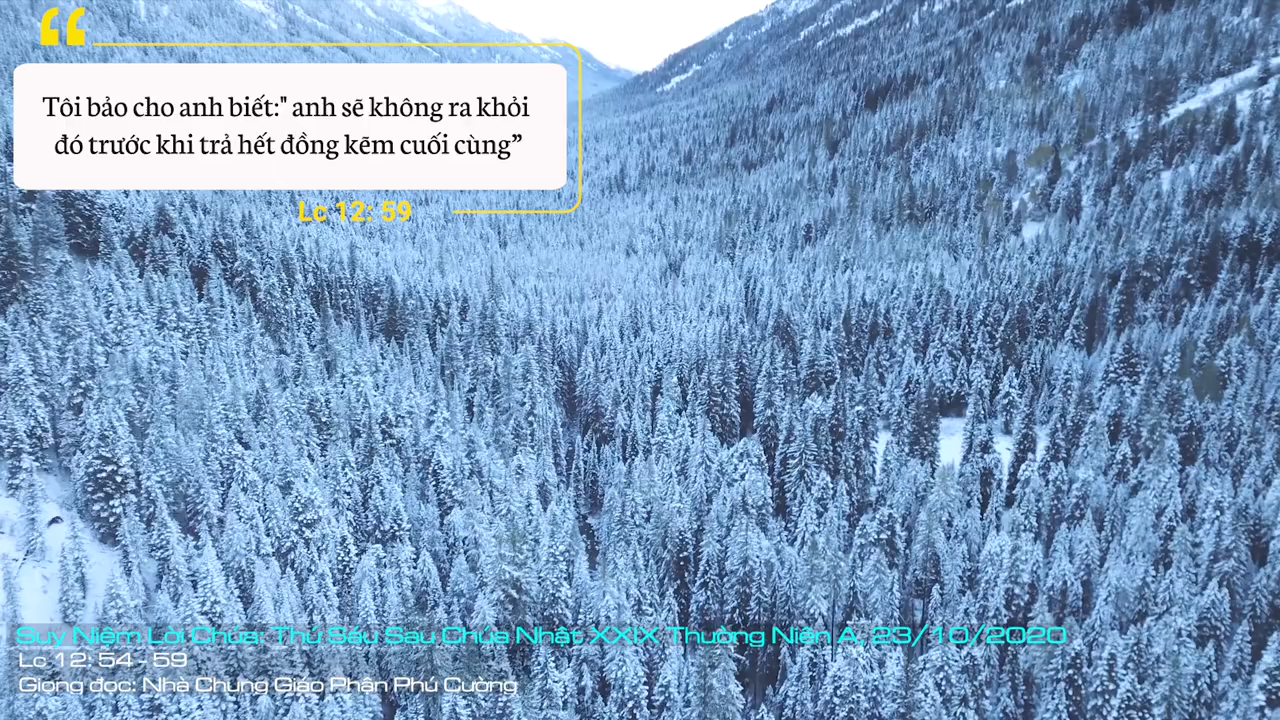 Tôi bảo cho anh biết:" anh sẽ không ra khỏi
đó trước khi trả hết đồng kẽm cuối cùng”
Lc 12: 59
Suy Niệm Lời Chúa: Thứ Sáu Sau Chúa Nhật XXIX Thường Niên A, 23/10/2020
Lc 12: 54 - 59
Giọng đọc: Nhà Chung Giáo Phận Phú Cường